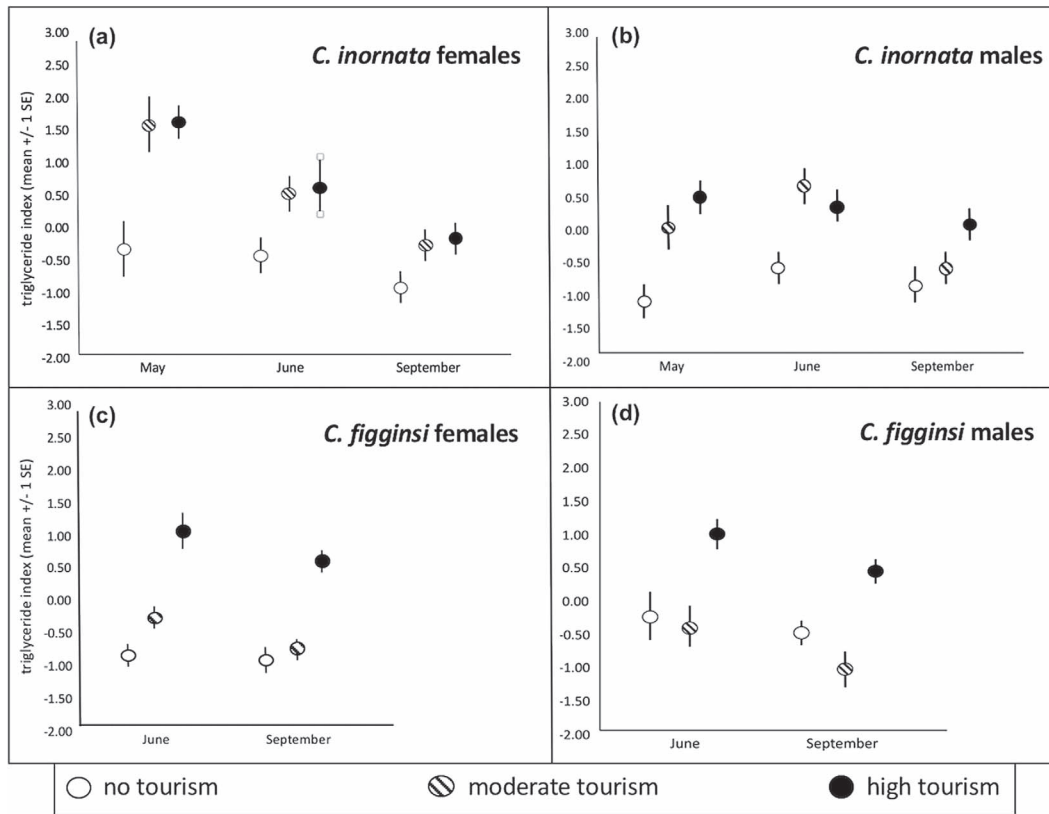 (a)
C. inornata females
triglyceride index (mean +/- 1 SE)
3.00
2.50
2.00
1.50
1.00
0.50
0.00
-0.50
-1.00
-1.50
-2.00
May June September
(b)
C. inornata males
3.00
2.50
2.00
1.50
1.00
0.50
0.00
-0.50
-1.00
-1.50
-2.00
May June September
(c)
C. figginsi females
triglyceride index (mean +/- 1 SE)
3.00
2.50
2.00
1.50
1.00
0.50
0.00
-0.50
-1.00
-1.50
-2.00
June September
(d)
C. figginsi males
3.00
2.50
2.00
1.50
1.00
0.50
0.00
-0.50
-1.00
-1.50
-2.00
June September
no tourism moderate tourism high tourism